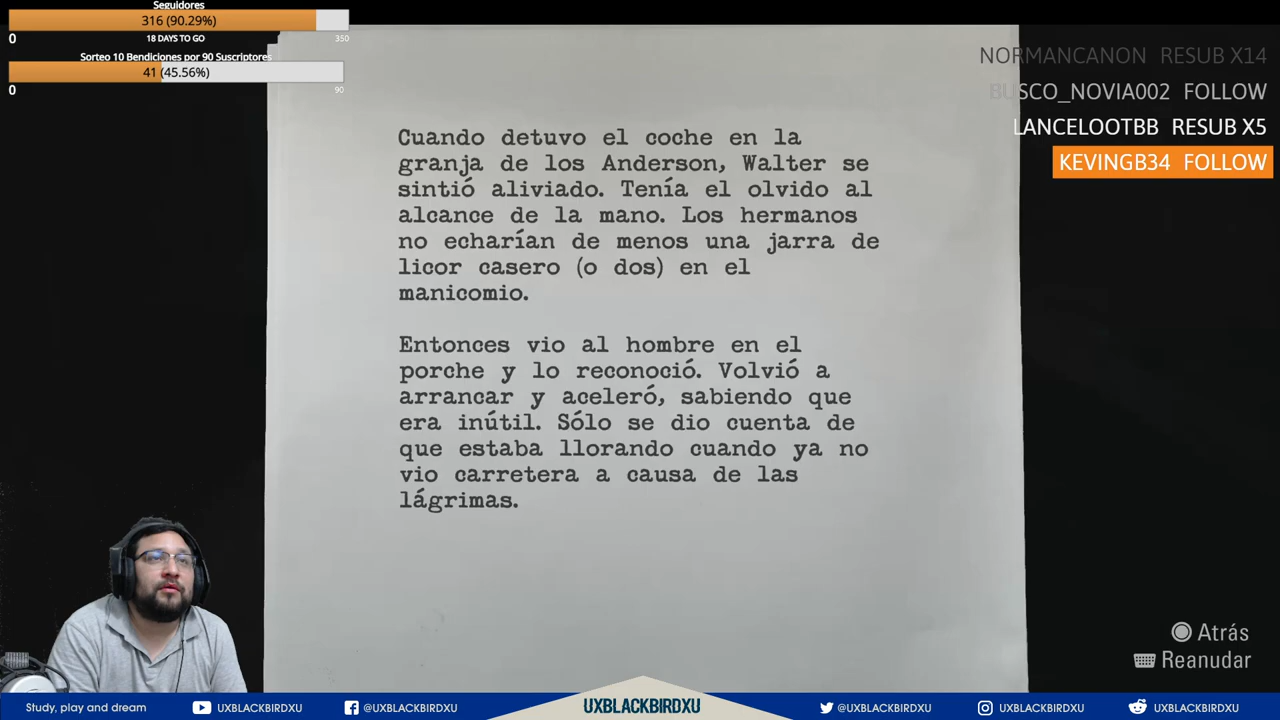 Seguidores
316 (90.29%)
0
18 DAYS TO GO
350
Sorteo 10 Bendiciones por 90 Suscriptores
41 (45.56%)
0
90
NORMANCANON RESUB X14
BUSCO_NOVIA002 FOLLOW
LANCELOOTBB RESUB X5
KEVINGB34 FOLLOW
Cuando detuvo el coche en la
granja de los Anderson, Walter se
sintió aliviado. Tenía el olvido al
alcance de la mano. Los hermanos
no echarían de menos una jarra de
licor casero (o dos) en el
manicomio.
Entonces vio al hombre en el
porche y lo reconoció. Volvió a
arrancar y aceleró, sabiendo que
era inútil. Sólo se dio cuenta de
que estaba llorando cuando ya no
vio carretera a causa de las
lágrimas.
Atrás
Reanudar
Study, play and dream
UXBLACKBIRDXU
@UXBLACKBIRDXU
UXBLACKBIRDXU
@UXBLACKBIRDXU
UXBLACKBIRDXU
UXBLACKBIRDXU